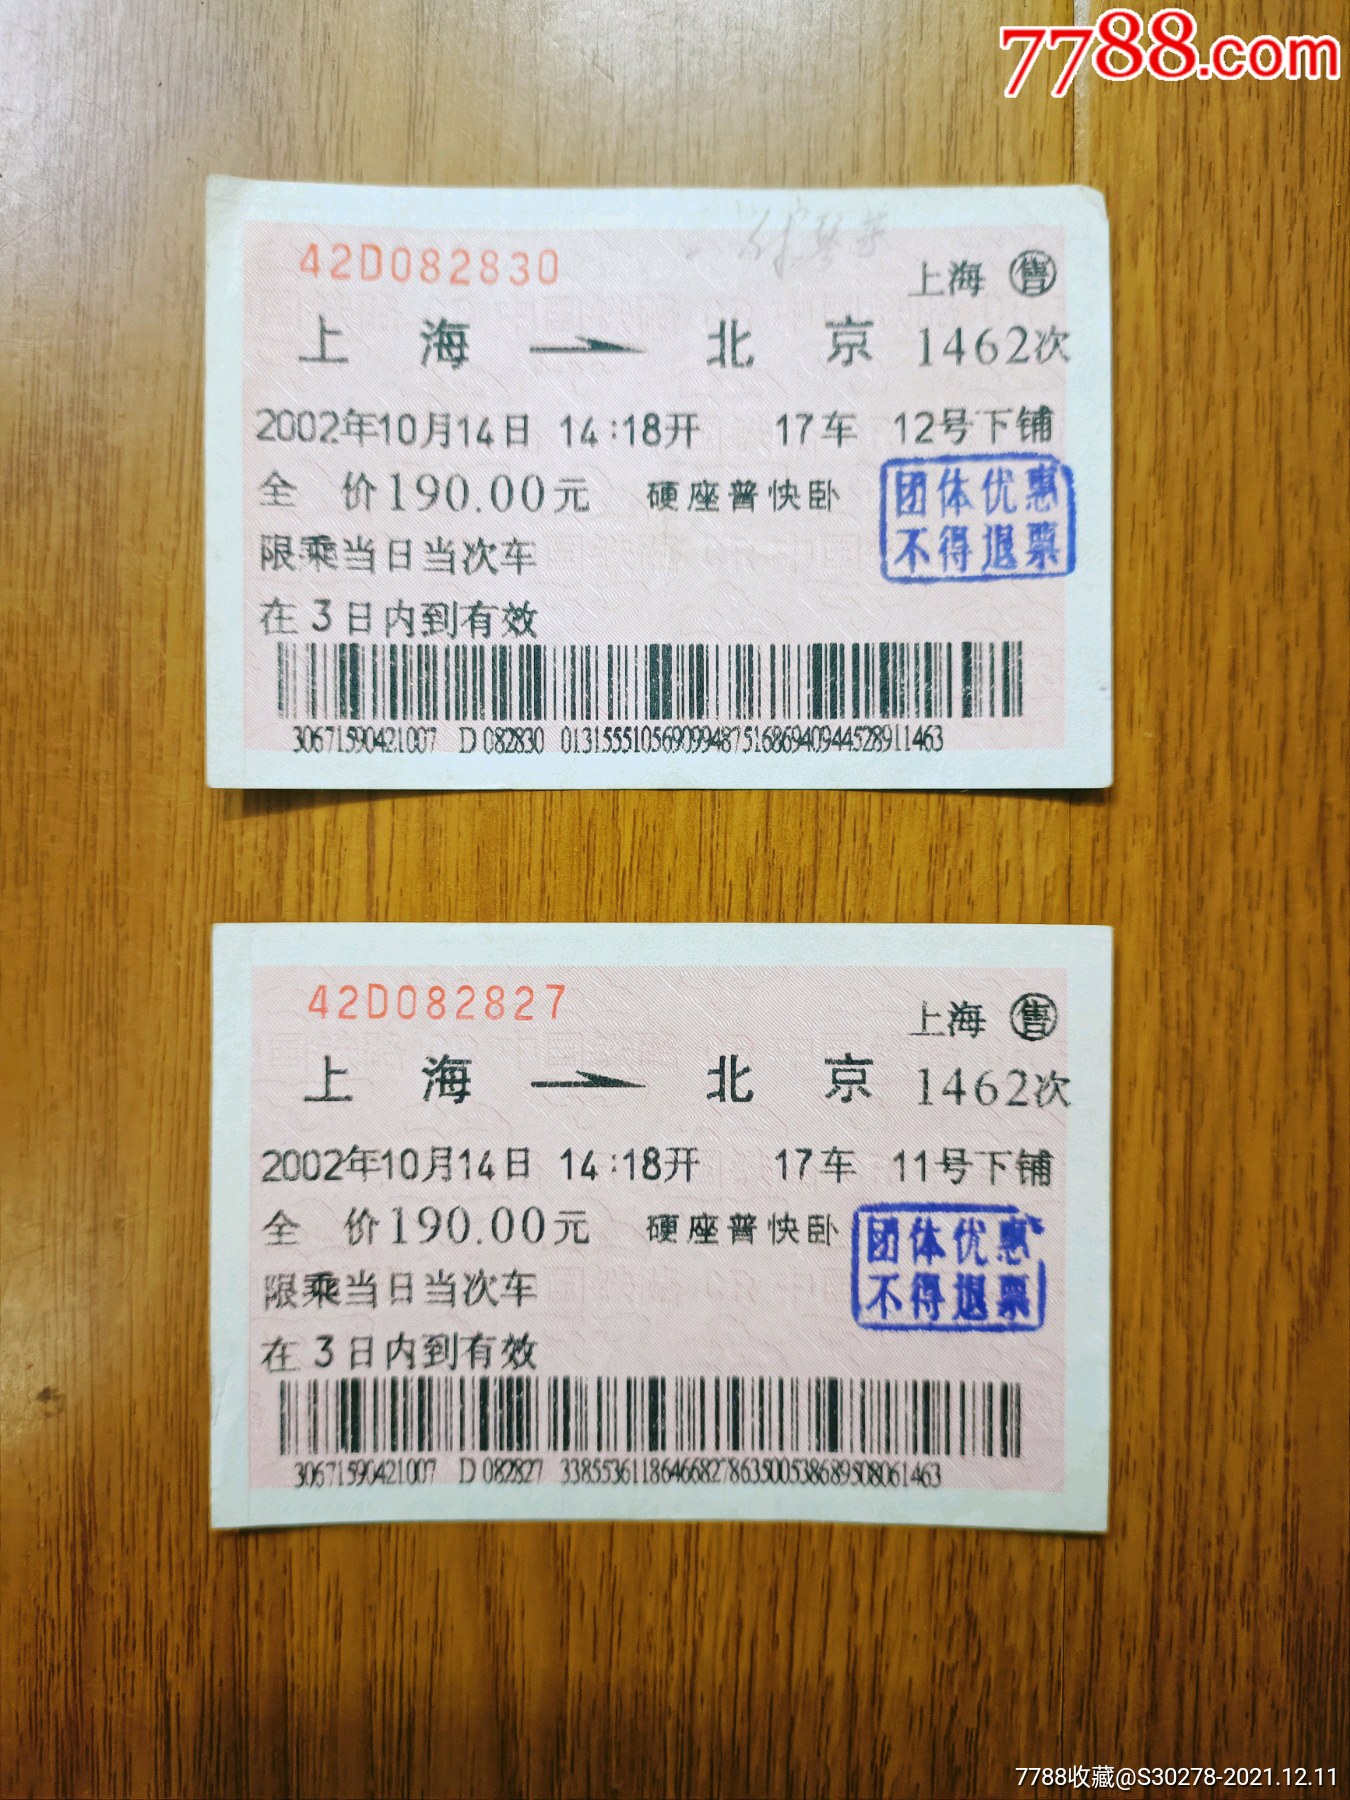 7788.com
42D082830
上海 售
上海 北京 1462次
2002年10月14日 14:18开 17车 12号下铺
全价190.00元 硬座普快卧
团体优惠
不得退票
限乘当日当次车
在3日内到有效
30671590421007 D082830 01315551056909948751686940944528911463
42D082827
上海 售
上海 北京 1462次
2002年10月14日 14:18开 17车 11号下铺
全价190.00元 硬座普快卧
团体优惠
不得退票
限乘当日当次车
在3日内到有效
30671590421007 D082827 33855361186466827863500538689508061463
7788收藏@S30278-2021.12.11